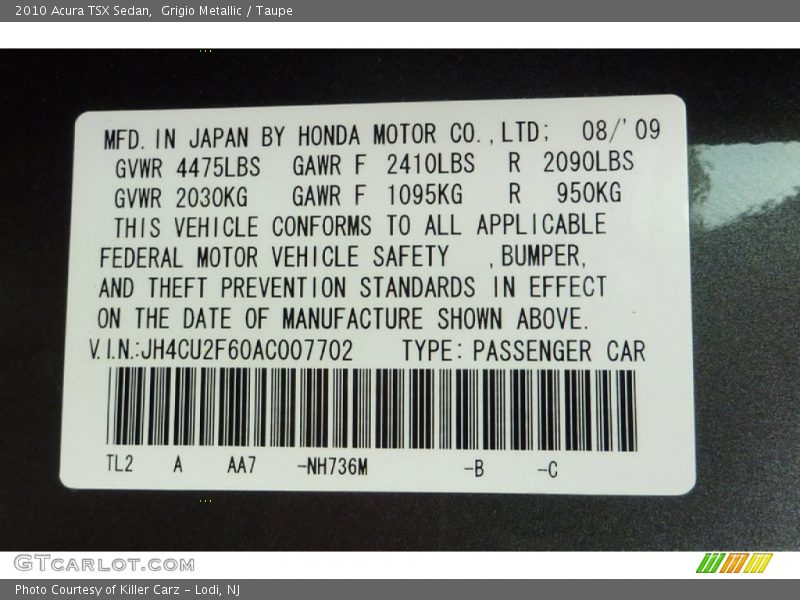 2010 Acura TSX Sedan, Grigio Metallic / Taupe
MFD. IN JAPAN BY HONDA MOTOR CO.,LTD; 08/'09
GVWR 4475LBS GAWR F 2410LBS R 2090LBS
GVWR 2030KG GAWR F 1095KG R 950KG
THIS VEHICLE CONFORMS TO ALL APPLICABLE
FEDERAL MOTOR VEHICLE SAFETY ,BUMPER,
AND THEFT PREVENTION STANDARDS IN EFFECT
ON THE DATE OF MANUFACTURE SHOWN ABOVE.
V.I.N.:JH4CU2F60AC007702 TYPE: PASSENGER CAR
TL2 A AA7 -NH736M -B -C
GTCARLOT.COM
Photo Courtesy of Killer Carz - Lodi, NJ